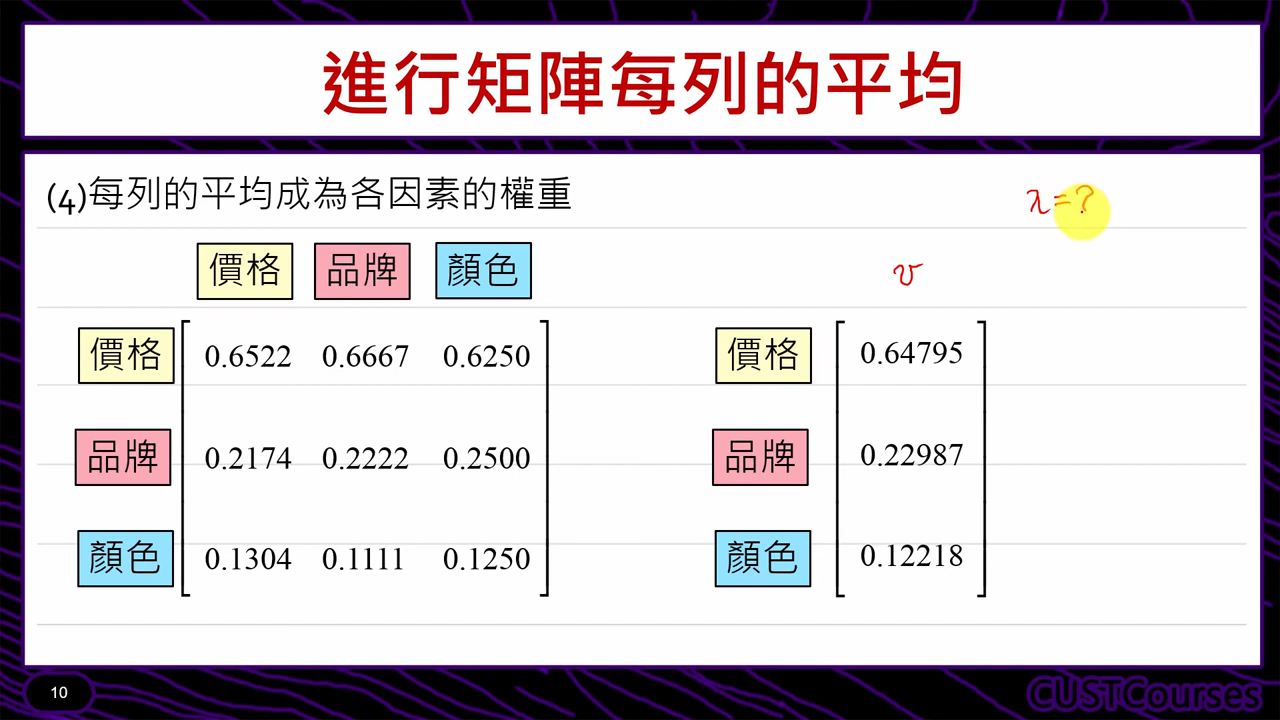 進行矩陣每列的平均
(4)每列的平均成為各因素的權重
λ=?
價格 品牌 顏色
v
價格 0.6522 0.6667 0.6250 價格 0.64795
品牌 0.2174 0.2222 0.2500 品牌 0.22987
顏色 0.1304 0.1111 0.1250 顏色 0.12218
10
CUSTCourses